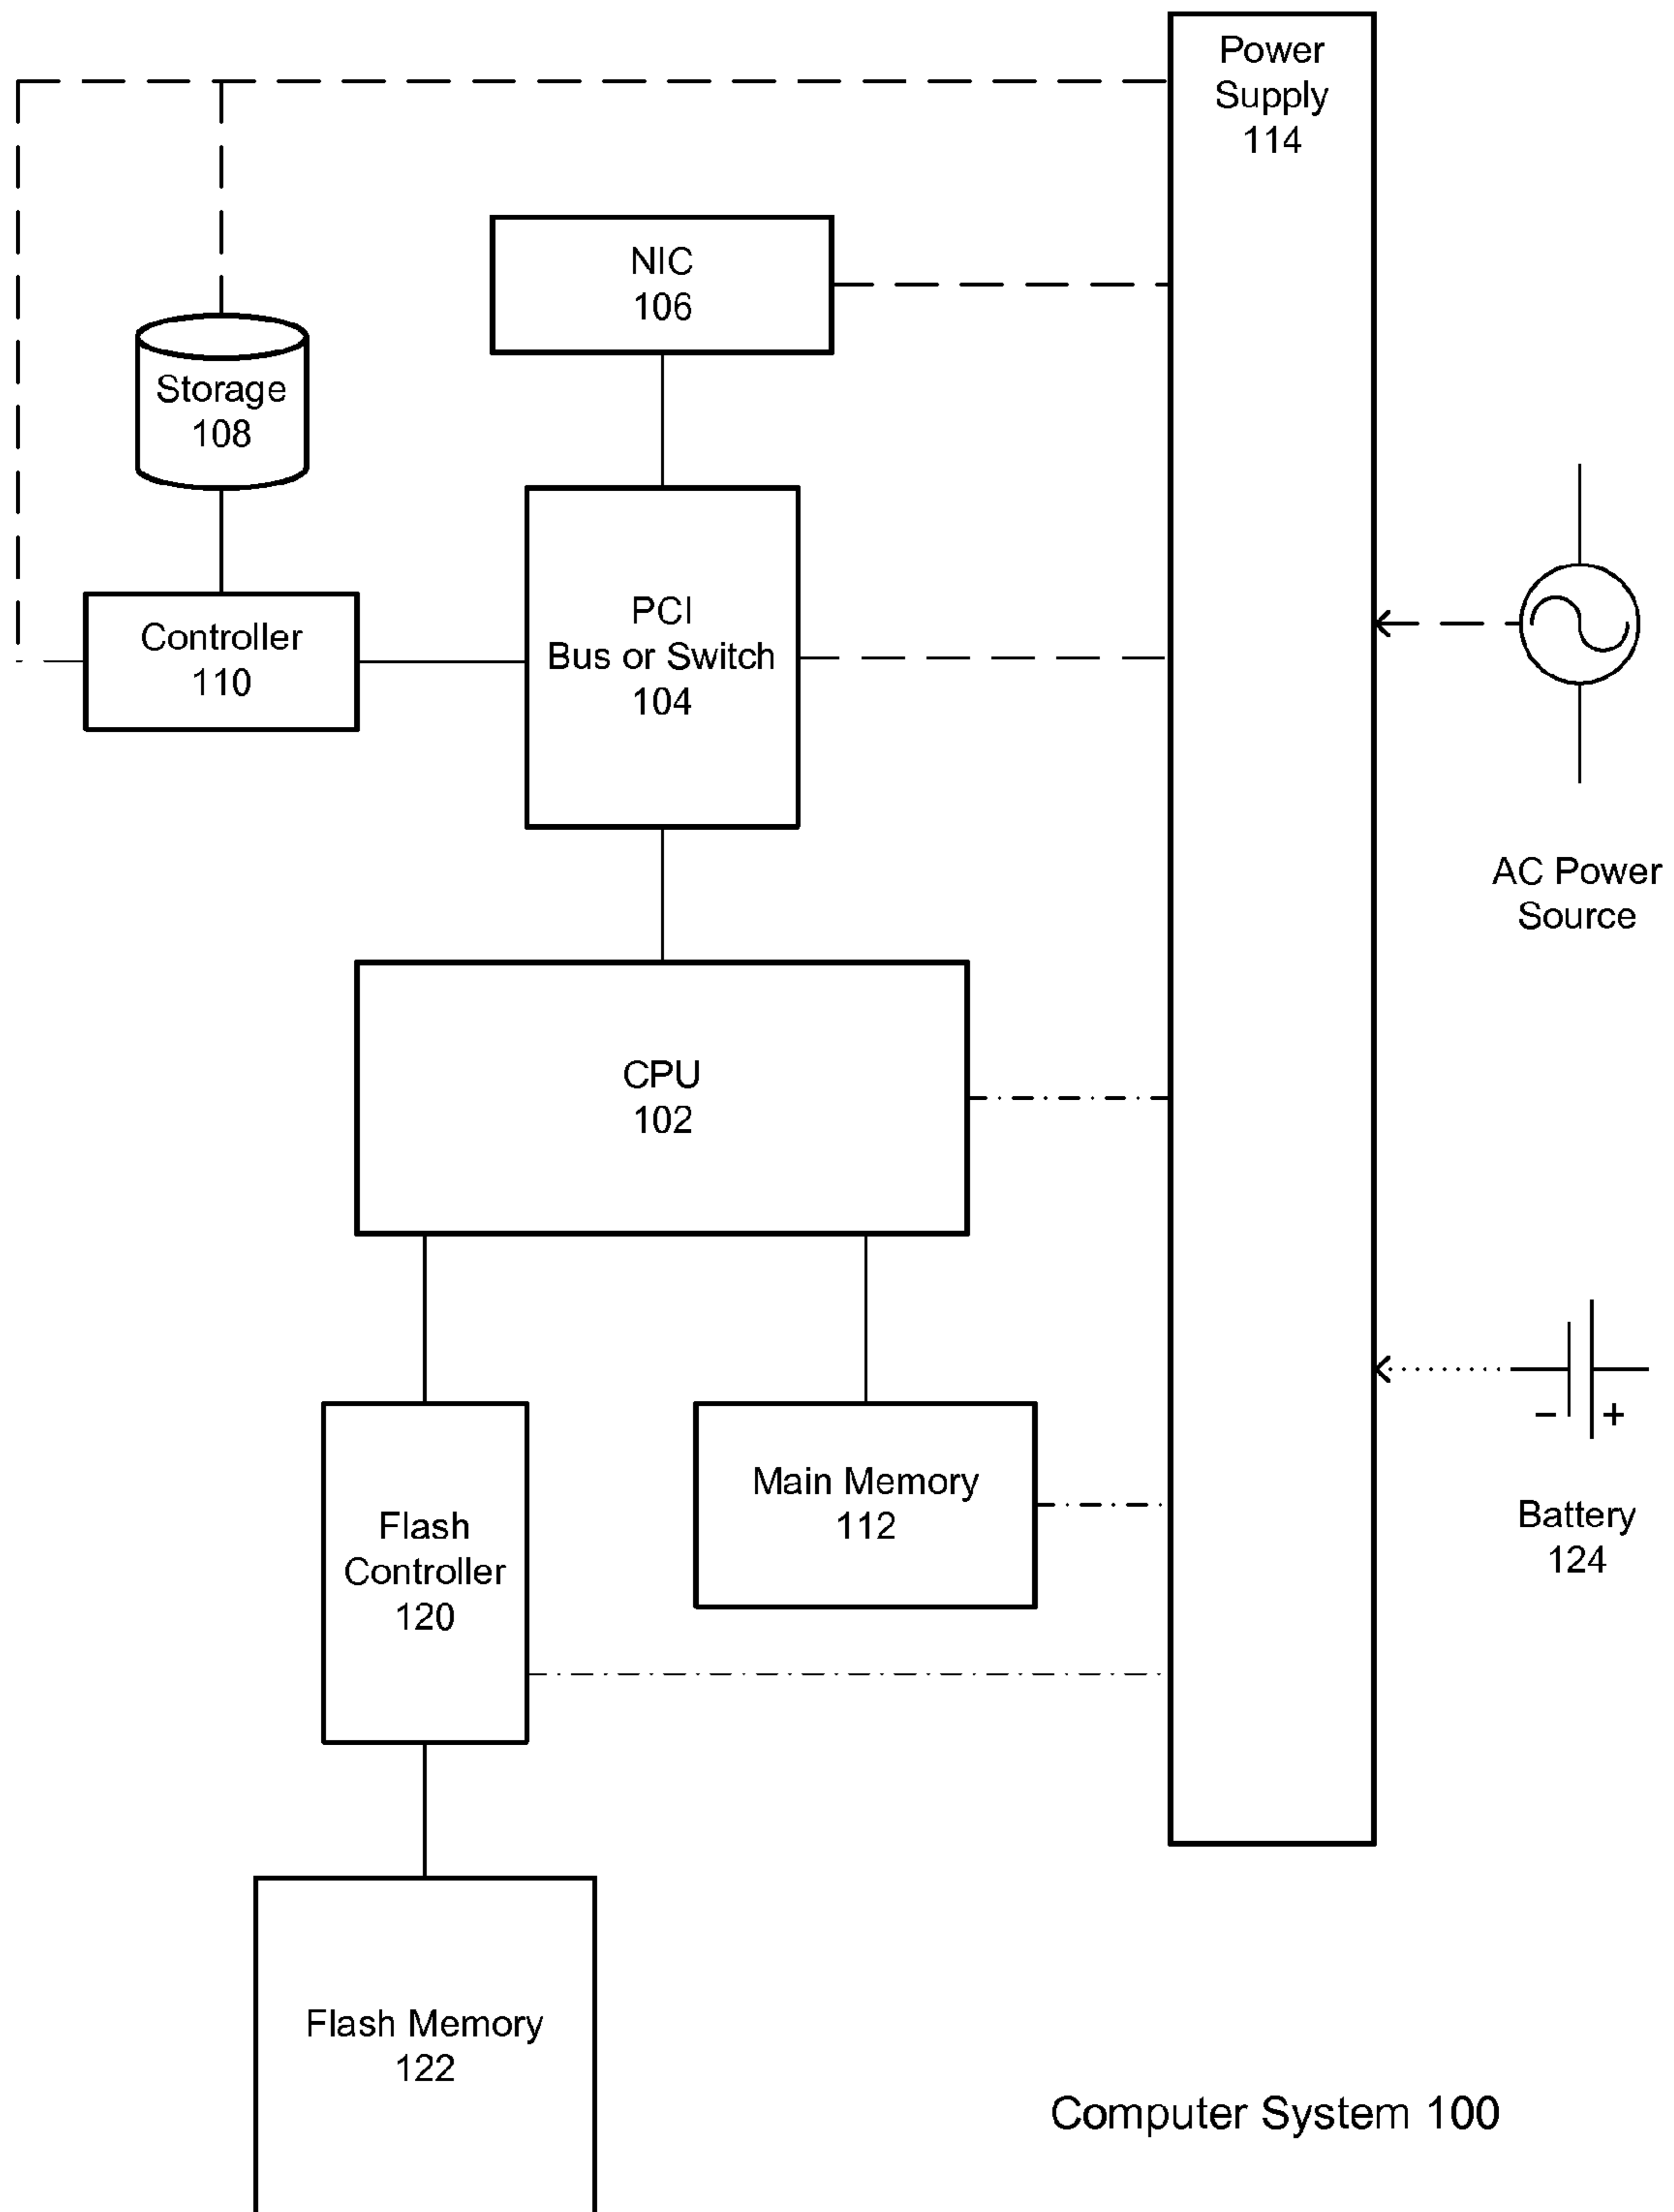 Power
Supply
114
NIC
106
Storage
108
PCI
Bus or Switch
104
Controller
110
AC Power
Source
CPU
102
Main Memory
112
Flash
Controller
120
– +
Battery
124
Flash Memory
122
Computer System 100